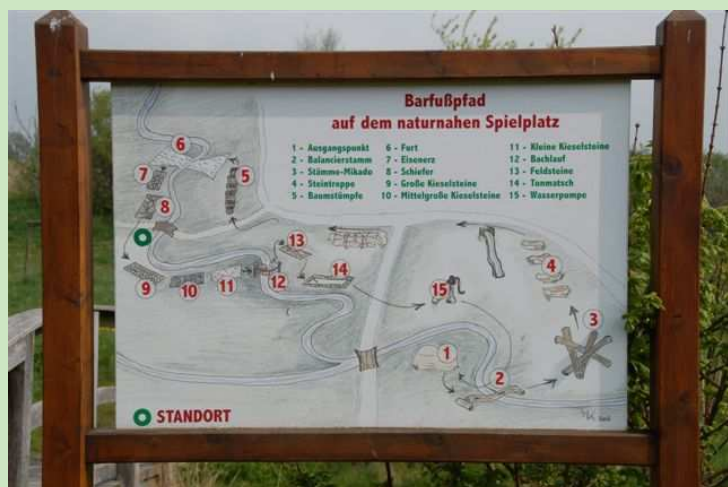 Barfußpfad
auf dem naturnahen Spielplatz
1 - Ausgangspunkt
2 - Balancierstamm
3 - Stämme-Mikado
4 - Steintreppe
5 - Baumstümpfe
6 - Furt
7 - Eisenerz
8 - Schiefer
9 - Große Kieselsteine
10 - Mittelgroße Kieselsteine
11 - Kleine Kieselsteine
12 - Bachlauf
13 - Feldsteine
14 - Tanmatsch
15 - Wasserpumpe
6
7
5
8
13
9
10
11
12
14
15
4
3
1
2
STANDORT